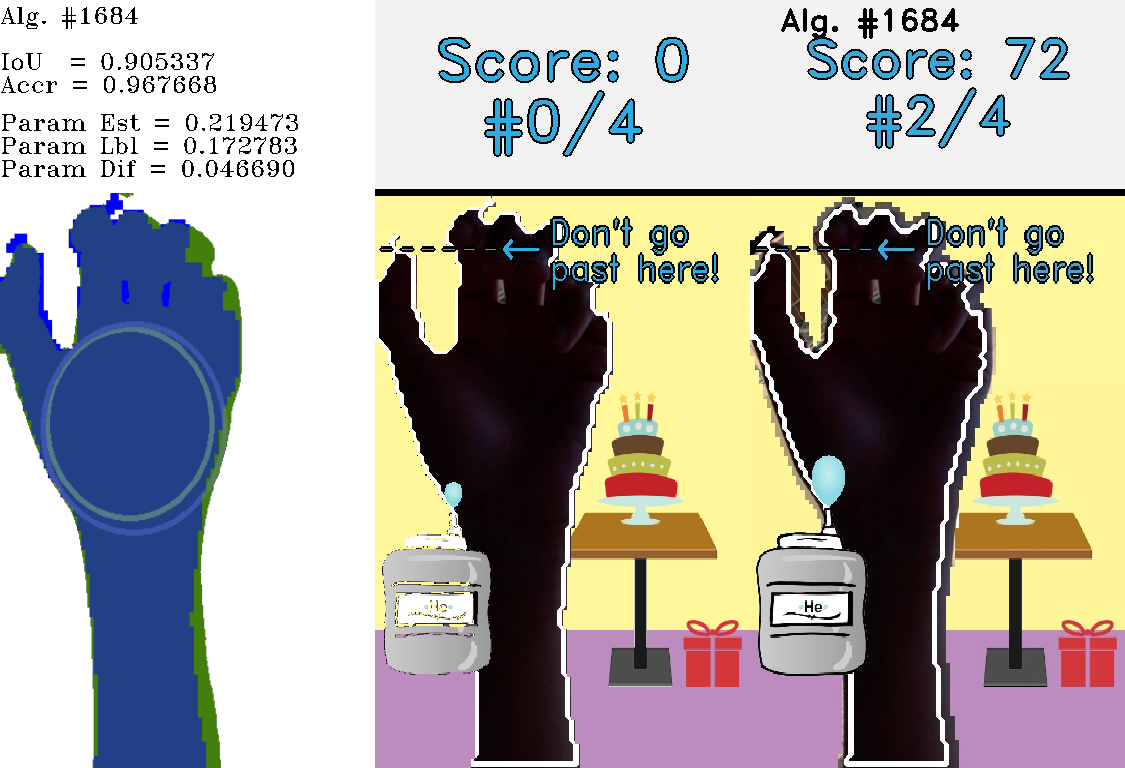 Alg. #1684
IoU = 0.905337
Accr = 0.967668
Param Est = 0.219473
Param Lbl = 0.172783
Param Dif = 0.046690
Score: 0
#0/4
Don't go
past here!
He
Alg. #1684
Score: 72
#2/4
Don't go
past here!
He